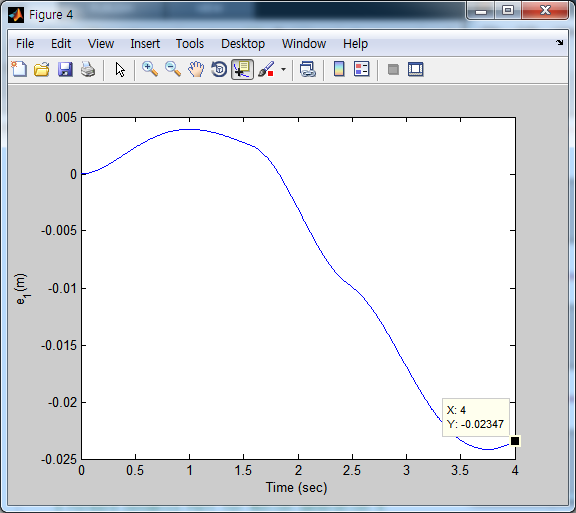 Figure 4
File Edit View Insert Tools Desktop Window Help
0.005
0
-0.005
-0.01
-0.015
-0.02
-0.025
e1 (m)
X: 4
Y: -0.02347
0 0.5 1 1.5 2 2.5 3 3.5 4
Time (sec)